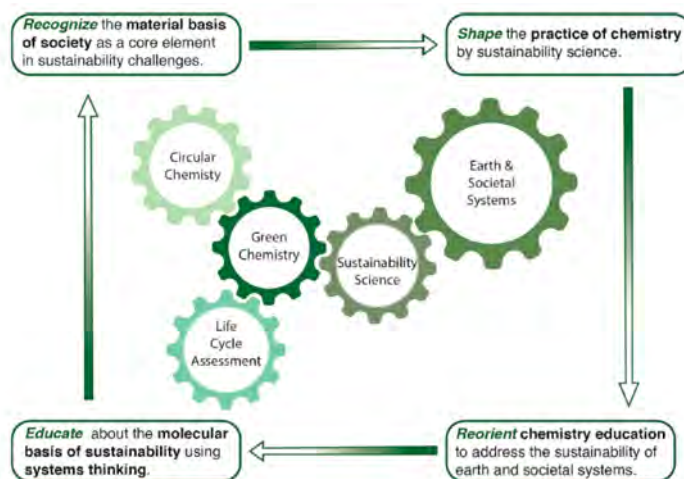 Recognize the material basis
of society as a core element
in sustainability challenges.
Shape the practice of chemistry
by sustainability science.
Circular
Chemisty
Earth &
Societal
Systems
Green
Chemistry
Sustainability
Science
Life
Cycle
Assessment
Educate about the molecular
basis of sustainability using
systems thinking.
Reorient chemistry education
to address the sustainability of
earth and societal systems.